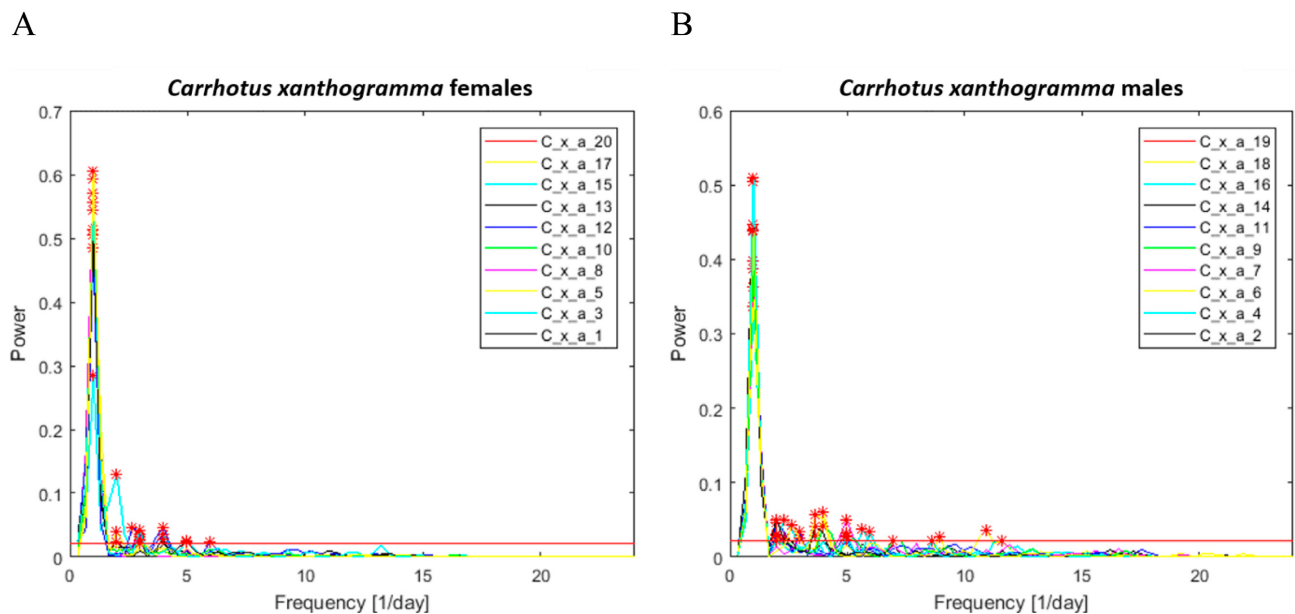 A
B
Carrhotus xanthogramma females
0.7
0.6
0.5
0.4
0.3
0.2
0.1
0
Power
0
5
10
15
20
Frequency [1/day]
C_x_a_20
C_x_a_17
C_x_a_15
C_x_a_13
C_x_a_12
C_x_a_10
C_x_a_8
C_x_a_5
C_x_a_3
C_x_a_1
Carrhotus xanthogramma males
0.6
0.5
0.4
0.3
0.2
0.1
0
Power
0
5
10
15
20
Frequency [1/day]
C_x_a_19
C_x_a_18
C_x_a_16
C_x_a_14
C_x_a_11
C_x_a_9
C_x_a_7
C_x_a_6
C_x_a_4
C_x_a_2